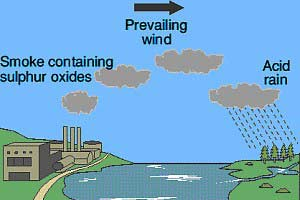 Prevailing
wind
Smoke containing
sulphur oxides
Acid
rain